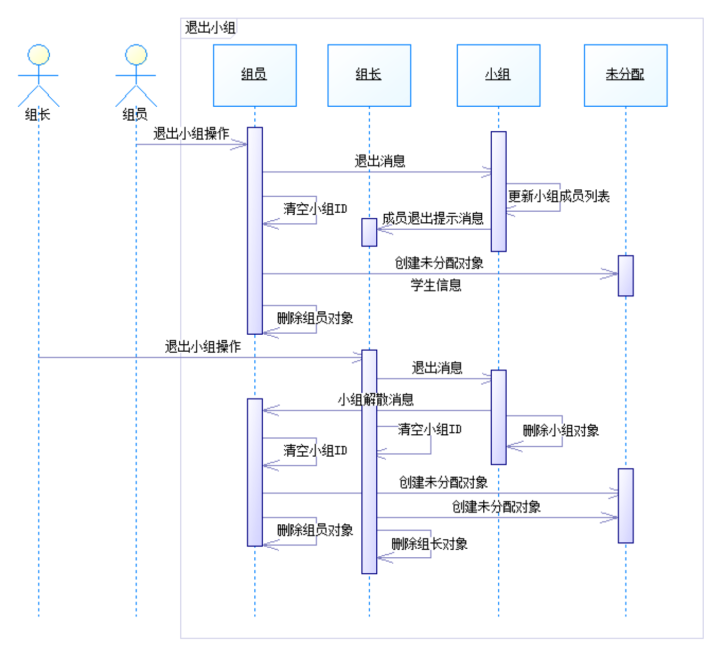 退出小组
组员
组长
小组
未分配
组长
组员
退出小组操作
退出消息
更新小组成员列表
清空小组ID
成员退出提示消息
创建未分配对象
学生信息
删除组员对象
退出小组操作
退出消息
小组解散消息
清空小组ID
删除小组对象
清空小组ID
创建未分配对象
创建未分配对象
删除组员对象
删除组长对象